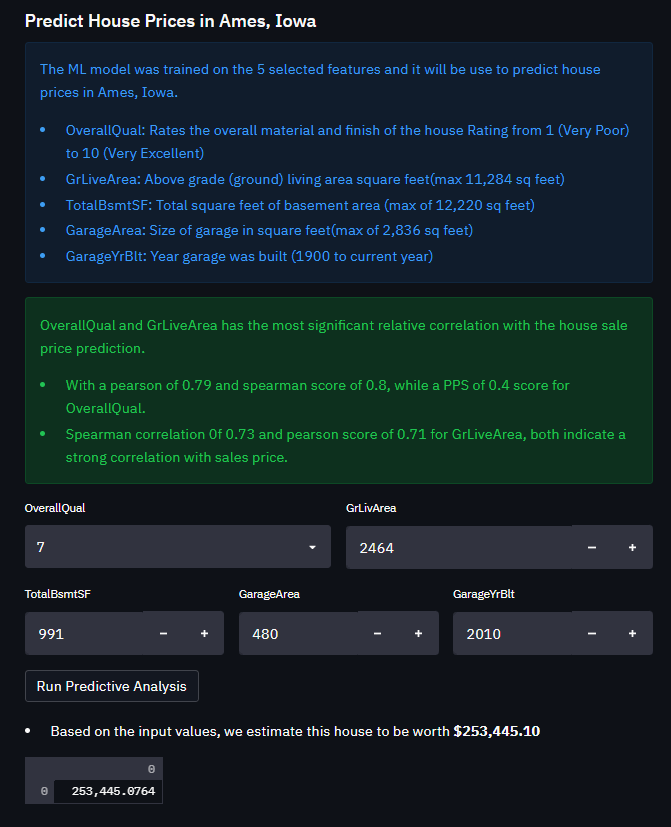 Predict House Prices in Ames, Iowa
The ML model was trained on the 5 selected features and it will be use to predict house
prices in Ames, Iowa.
• OverallQual: Rates the overall material and finish of the house Rating from 1 (Very Poor)
to 10 (Very Excellent)
• GrLiveArea: Above grade (ground) living area square feet(max 11,284 sq feet)
• TotalBsmtSF: Total square feet of basement area (max of 12,220 sq feet)
• GarageArea: Size of garage in square feet(max of 2,836 sq feet)
• GarageYrBlt: Year garage was built (1900 to current year)
OverallQual and GrLiveArea has the most significant relative correlation with the house sale
price prediction.
• With a pearson of 0.79 and spearman score of 0.8, while a PPS of 0.4 score for
OverallQual.
• Spearman correlation 0f 0.73 and pearson score of 0.71 for GrLiveArea, both indicate a
strong correlation with sales price.
OverallQual GrLivArea
7 2464 − +
TotalBsmtSF GarageArea GarageYrBlt
991 − + 480 − + 2010 − +
Run Predictive Analysis
• Based on the input values, we estimate this house to be worth $253,445.10
0
0 253,445.0764